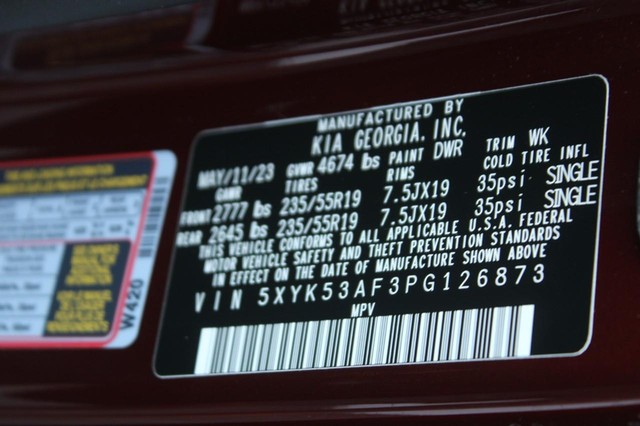 MANUFACTURED BY
KIA GEORGIA, INC.
MAY/11/23 GVWR 4674 lbs PAINT DWR TRIM WK
GAWR TIRES RIMS COLD TIRE INFL
FRONT 2777 lbs 235/55R19 7.5JX19 35psi SINGLE
REAR 2645 lbs 235/55R19 7.5JX19 35psi SINGLE
THIS VEHICLE CONFORMS TO ALL APPLICABLE U.S.A. FEDERAL
MOTOR VEHICLE SAFETY AND THEFT PREVENTION STANDARDS
IN EFFECT ON THE DATE OF MANUFACTURE SHOWN ABOVE
VIN 5XYK53AF3PG126873
MPV
W420